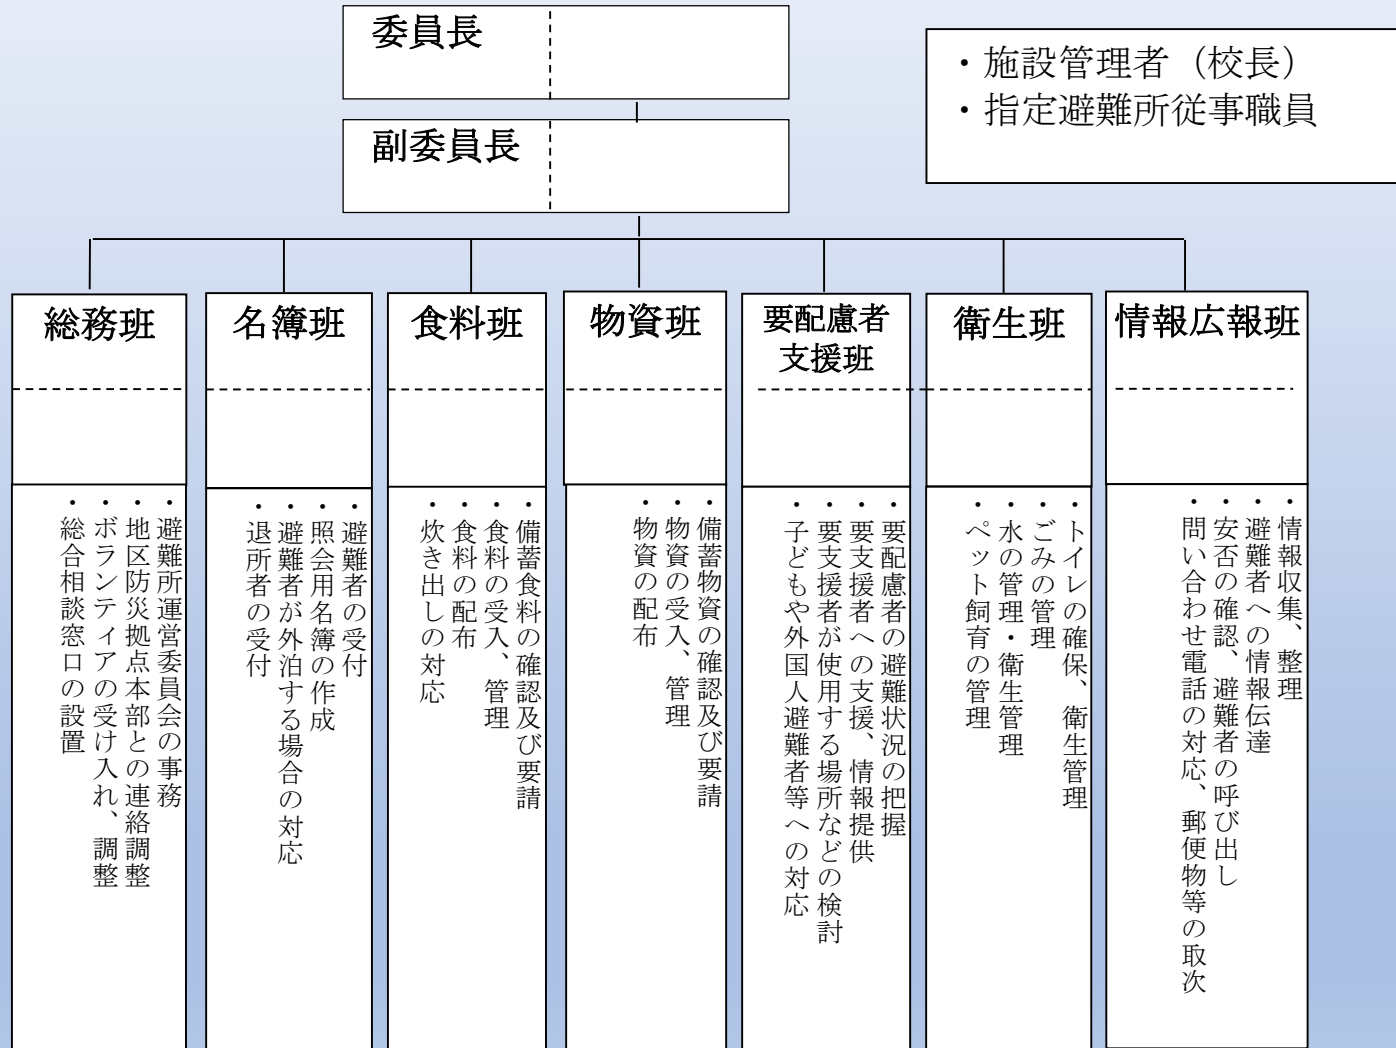 委員長
副委員長
・施設管理者（校長）
・指定避難所従事職員
総務班
・避難所運営委員会の事務
・地区防災拠点本部との連絡調整
・ボランティアの受け入れ、調整
・総合相談窓口の設置
名簿班
・避難者の受付
・照会用名簿の作成
・避難者が外泊する場合の対応
・退所者の受付
食料班
・備蓄食料の確認及び要請
・食料の受入、管理
・食料の配布
・炊き出しの対応
物資班
・備蓄物資の確認及び要請
・物資の受入、管理
・物資の配布
要配慮者
支援班
・要配慮者の避難状況の把握
・要支援者への支援、情報提供
・要支援者が使用する場所などの検討
・子どもや外国人避難者等への対応
衛生班
・トイレの確保、衛生管理
・ごみの管理
・水の管理・衛生管理
・ペット飼育の管理
情報広報班
・情報収集、整理
・避難者への情報伝達
・安否の確認、避難者の呼び出し
・問い合わせ電話の対応、郵便物等の取次